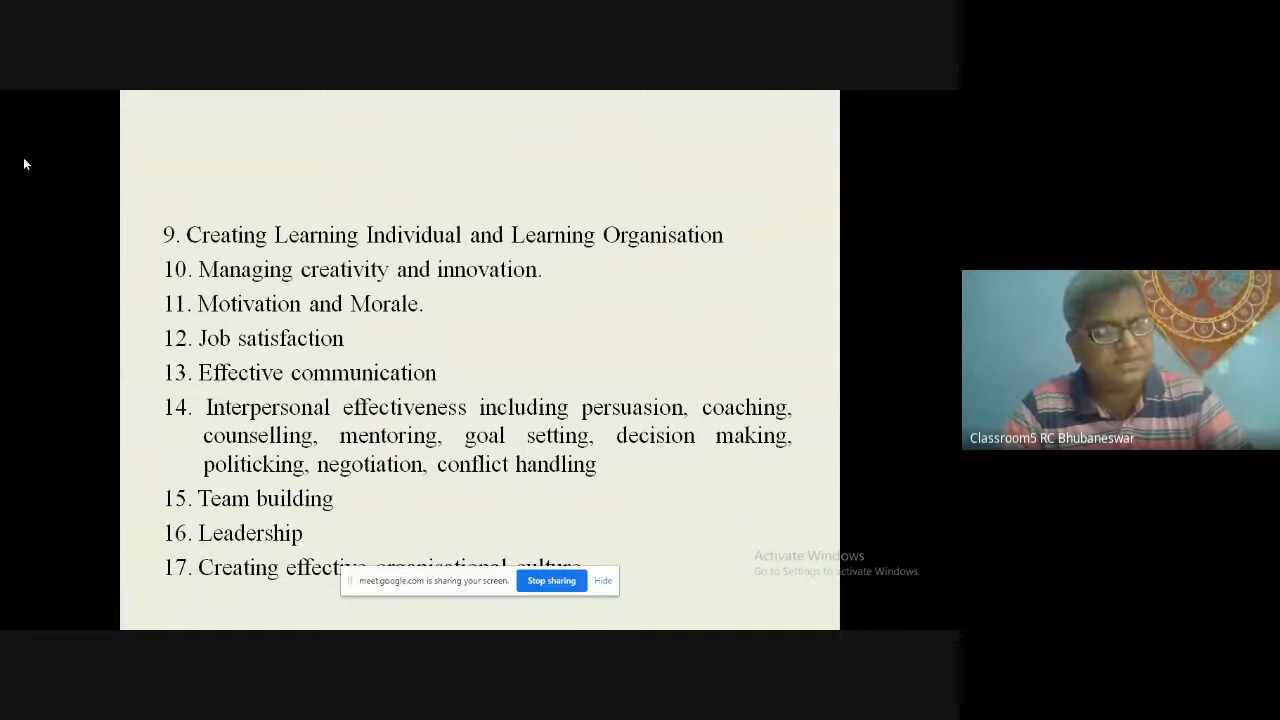 9. Creating Learning Individual and Learning Organisation
10. Managing creativity and innovation.
11. Motivation and Morale.
12. Job satisfaction
13. Effective communication
14. Interpersonal effectiveness including persuasion, coaching,
counselling, mentoring, goal setting, decision making,
politicking, negotiation, conflict handling
15. Team building
16. Leadership
17. Creating effective organisational culture
meet.google.com is sharing your screen. Stop sharing Hide
Activate Windows
Go to Settings to activate Windows.
Classroom5 RC Bhubaneswar